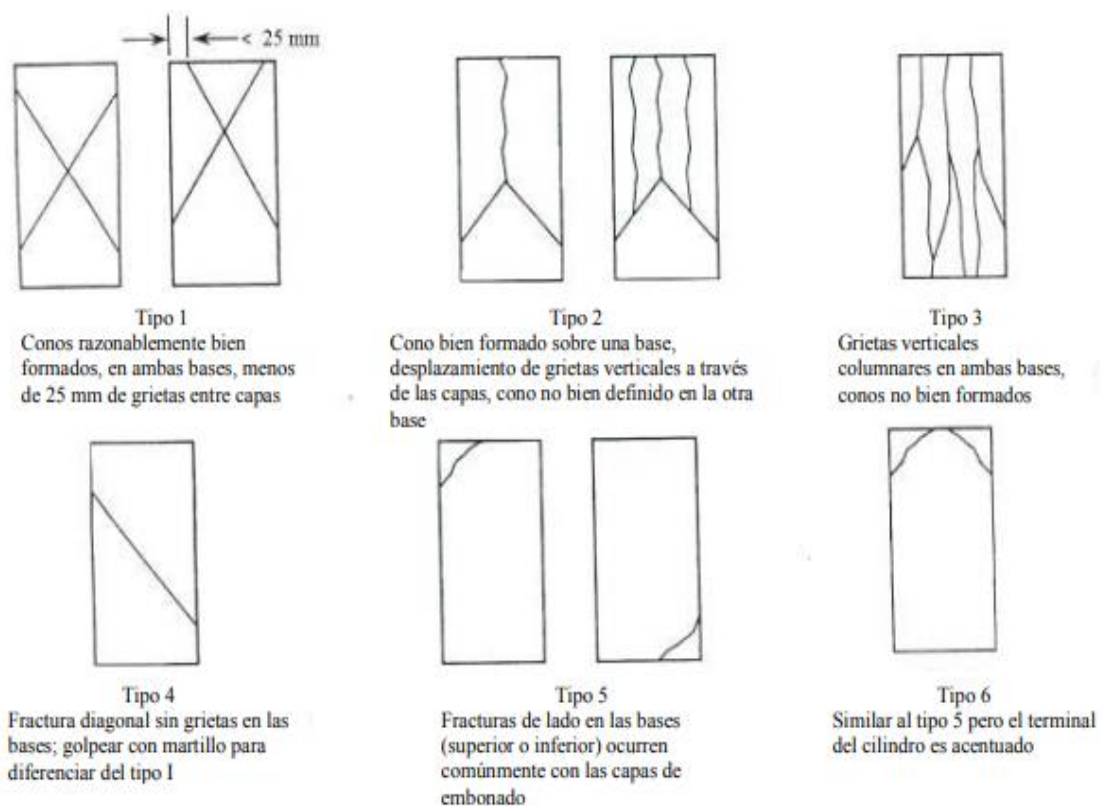 < 25 mm
Tipo 1
Conos razonablemente bien
formados, en ambas bases, menos
de 25 mm de grietas entre capas
Tipo 2
Cono bien formado sobre una base,
desplazamiento de grietas verticales a través
de las capas, cono no bien definido en la otra
base
Tipo 3
Grietas verticales
columnares en ambas bases,
conos no bien formados
Tipo 4
Fractura diagonal sin grietas en las
bases; golpear con martillo para
diferenciar del tipo I
Tipo 5
Fracturas de lado en las bases
(superior o inferior) ocurren
comúnmente con las capas de
embonado
Tipo 6
Similar al tipo 5 pero el terminal
del cilindro es acentuado